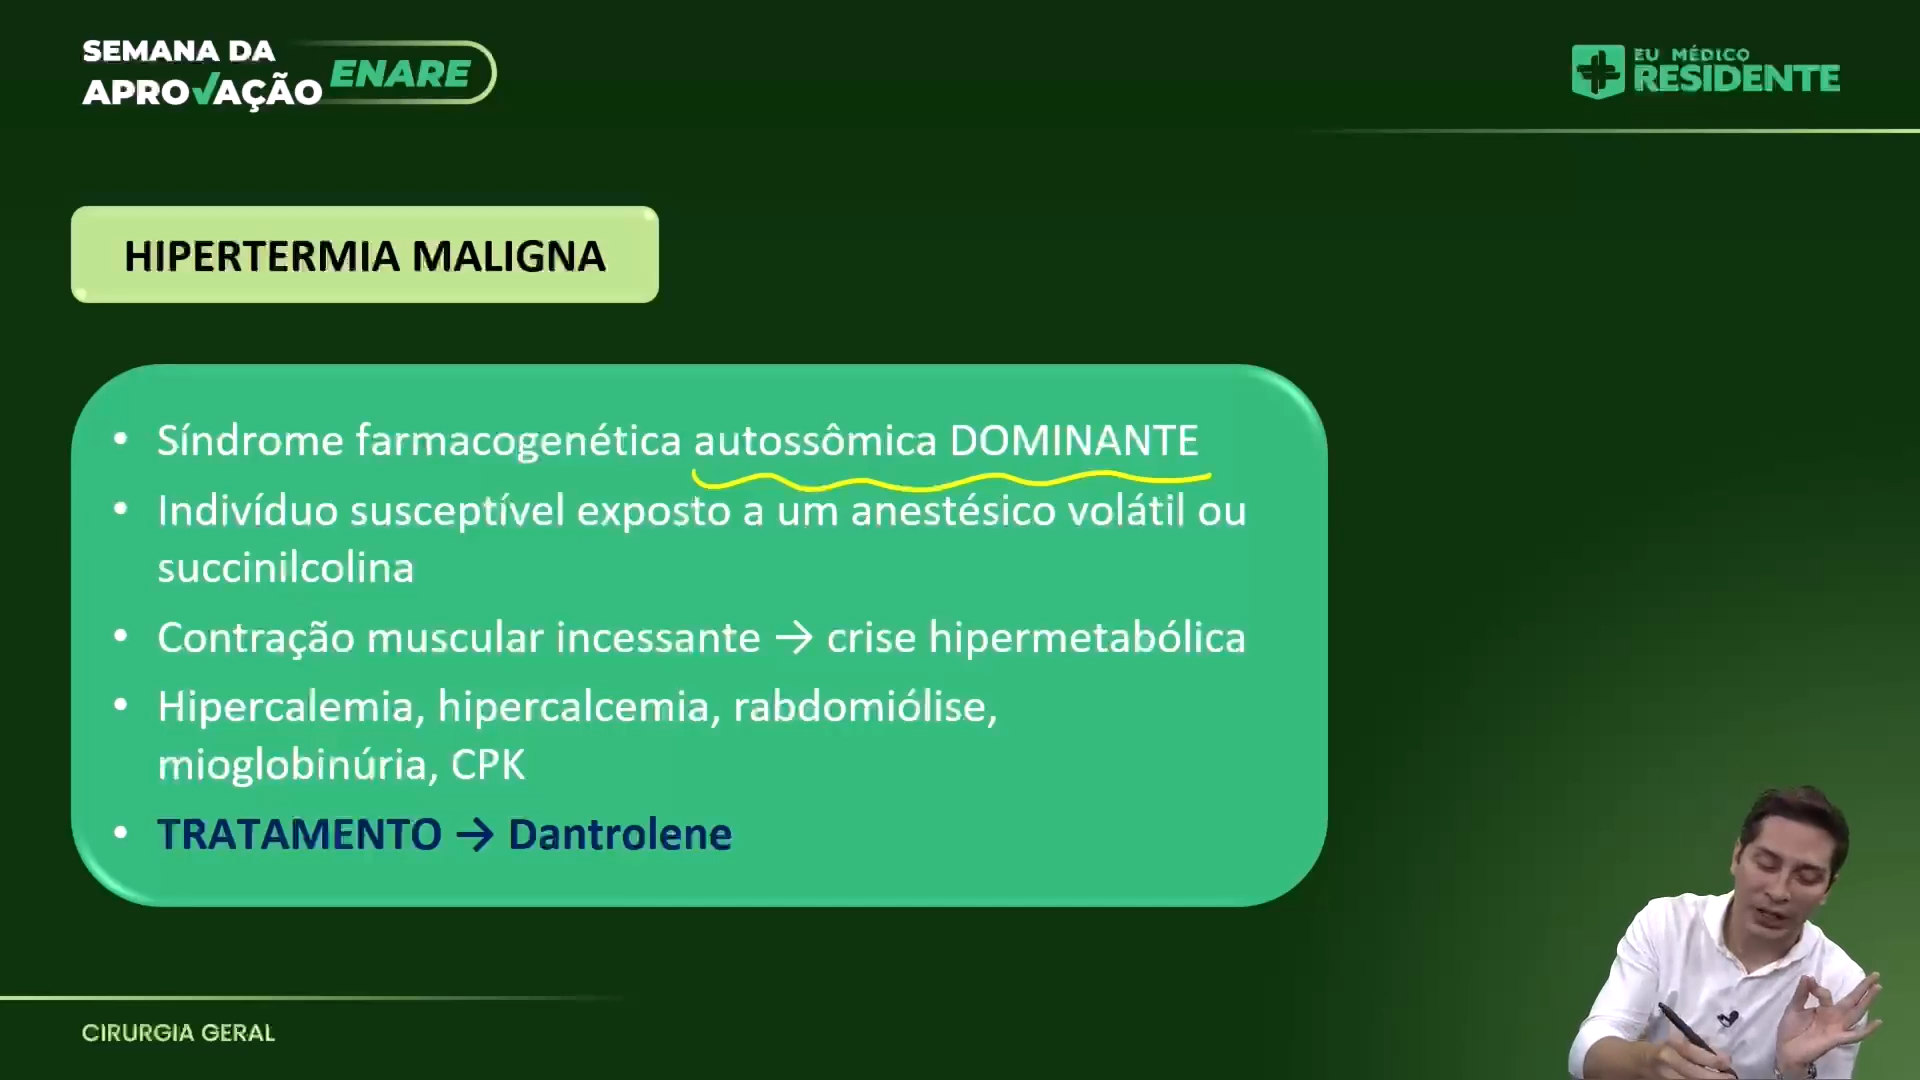 SEMANA DA
APROVAÇÃO ENARE
EU MÉDICO
RESIDENTE
HIPERTERMIA MALIGNA
• Síndrome farmacogenética autossômica DOMINANTE
• Indivíduo susceptível exposto a um anestésico volátil ou
succinilcolina
• Contração muscular incessante → crise hipermetabólica
• Hipercalemia, hipercalcemia, rabdomiólise,
mioglobinúria, CPK
• TRATAMENTO → Dantrolene
CIRURGIA GERAL